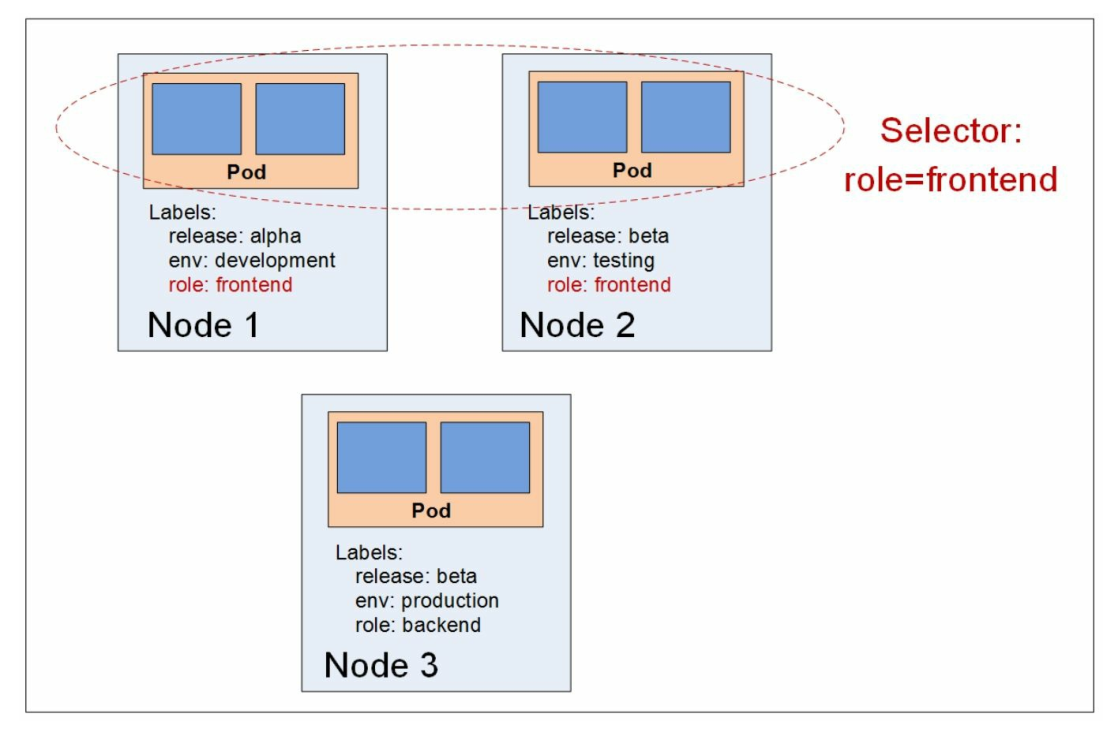 Pod
Labels:
release: alpha
env: development
role: frontend
Node 1
Pod
Labels:
release: beta
env: testing
role: frontend
Node 2
Selector:
role=frontend
Pod
Labels:
release: beta
env: production
role: backend
Node 3